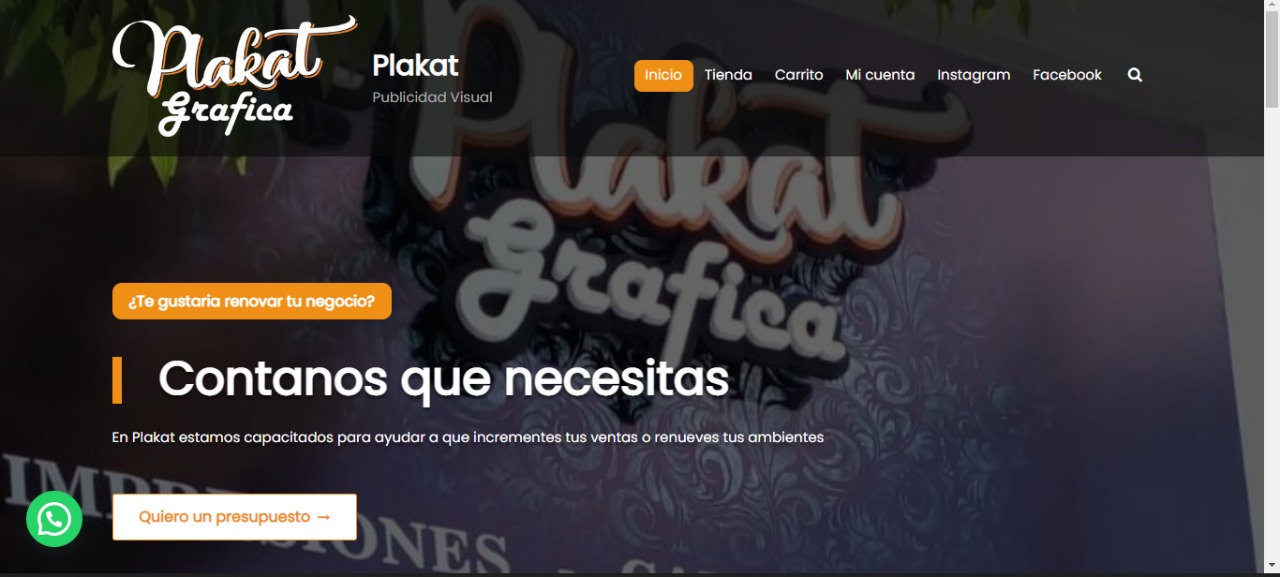 Plakat
Grafica
Plakat
Publicidad Visual
Inicio
Tienda
Carrito
Mi cuenta
Instagram
Facebook
Plakat
Grafica
¿Te gustaria renovar tu negocio?
Contanos que necesitas
En Plakat estamos capacitados para ayudar a que incrementes tus ventas o renueves tus ambientes
IMPRESIONES
Quiero un presupuesto →